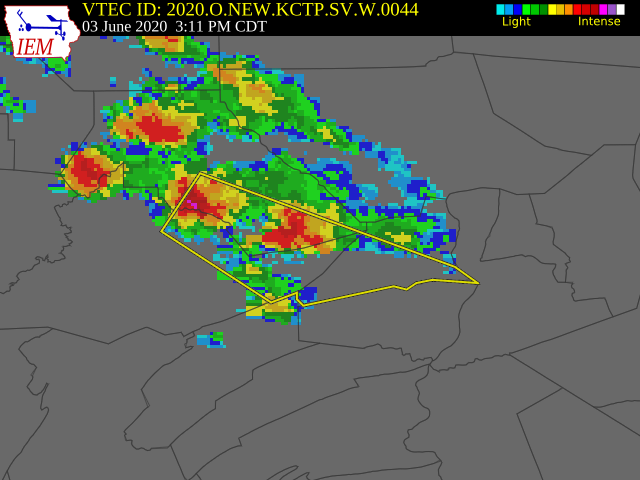 VTEC ID: 2020.O.NEW.KCTP.SV.W.0044
03 June 2020  3:11 PM CDT
Light
Intense
IEM